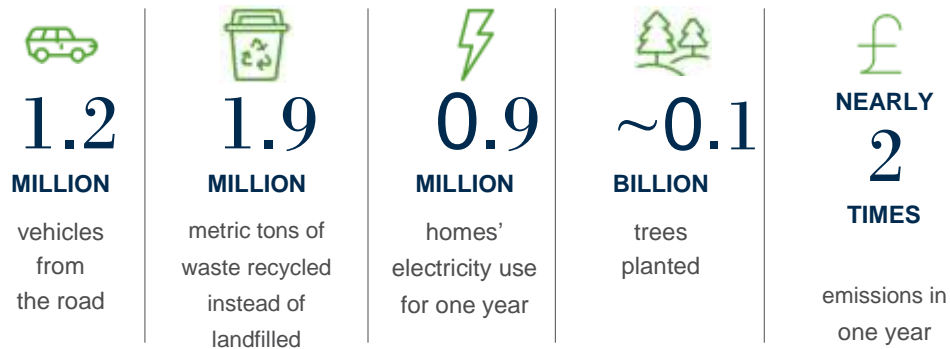 1.2
MILLION
vehicles
from
the road
1.9
MILLION
metric tons of
waste recycled
instead of
landfilled
0.9
MILLION
homes’
electricity use
for one year
~0.1
BILLION
trees
planted
£
NEARLY
2
TIMES
emissions in
one year